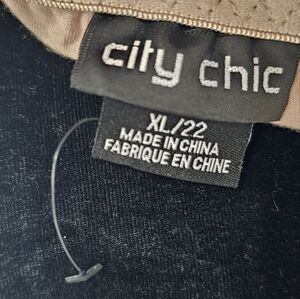 city chic
XL/22
MADE IN CHINA
FABRIQUE EN CHINE